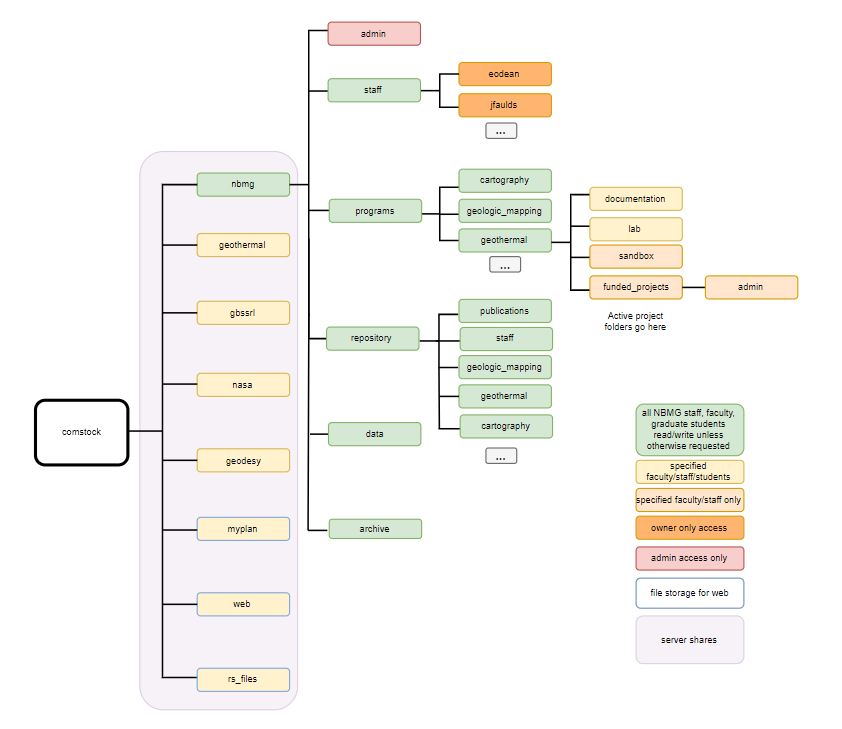 admin
staff
eodean
jfaulds
...
nbmg
programs
cartography
geologic_mapping
geothermal
...
documentation
lab
sandbox
funded_projects
admin
Active project
folders go here
geothermal
gbssrl
nasa
comstock
geodesy
myplan
web
rs_files
repository
publications
staff
geologic_mapping
geothermal
cartography
...
data
archive
all NBMG staff, faculty,
graduate students
read/write unless
otherwise requested
specified
faculty/staff/students
specified faculty/staff only
owner only access
admin access only
file storage for web
server shares